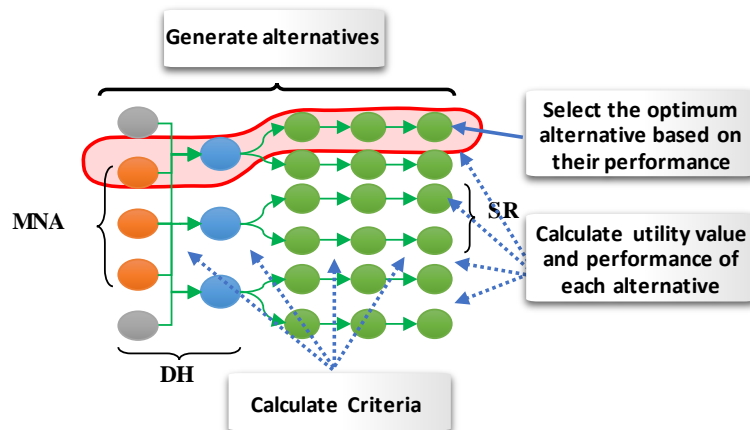 Generate alternatives
Select the optimum
alternative based on
their performance
MNA
SR
Calculate utility value
and performance of
each alternative
DH
Calculate Criteria